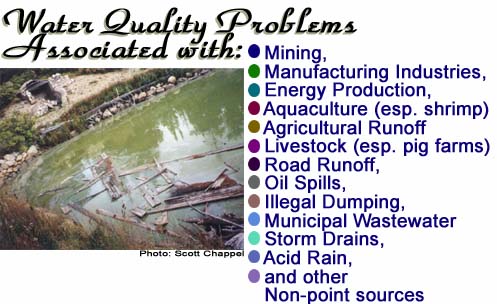 Water Quality Problems
Associated with:
Mining,
Manufacturing Industries,
Energy Production,
Aquaculture (esp. shrimp)
Agricultural Runoff
Livestock (esp. pig farms)
Road Runoff,
Oil Spills,
Illegal Dumping,
Municipal Wastewater
Storm Drains,
Acid Rain,
and other
Non-point sources
Photo: Scott Chappel